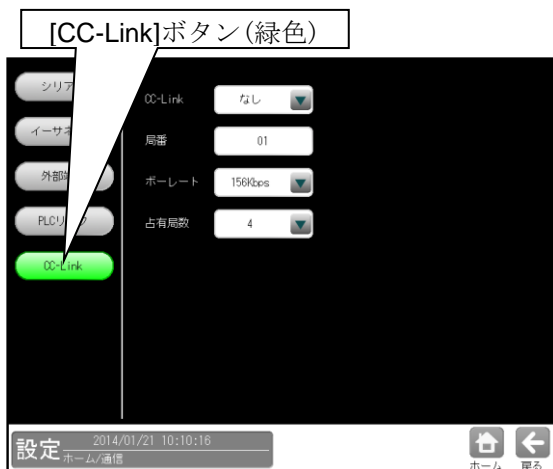 [CC-Link]ボタン(緑色)
シリア
CC-Link
なし
イーサネ
局番
01
外部
ボーレート
156Kbps
PLCリ
ク
占有局数
4
CC-Link
設定
2014/01/21 10:10:16
ホーム/通信
ホーム
戻る